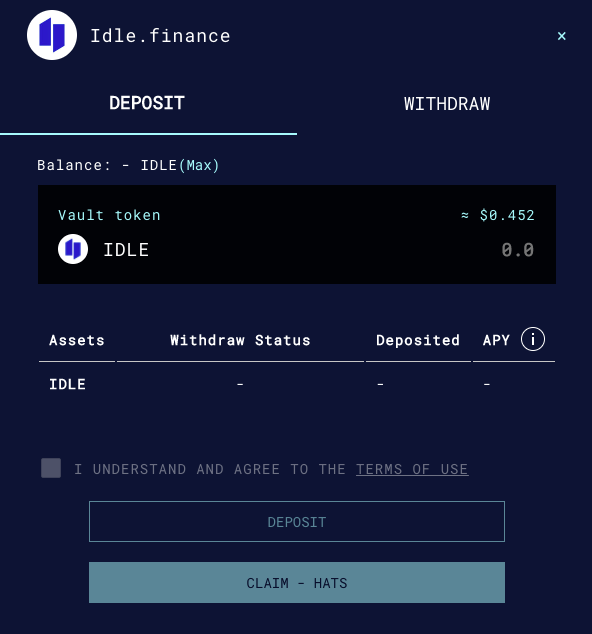 Idle.finance ×
DEPOSIT WITHDRAW
Balance: - IDLE(Max)
Vault token ≈ $0.452
IDLE 0.0
Assets Withdraw Status Deposited APY i
IDLE - - -
I UNDERSTAND AND AGREE TO THE TERMS OF USE
DEPOSIT
CLAIM - HATS